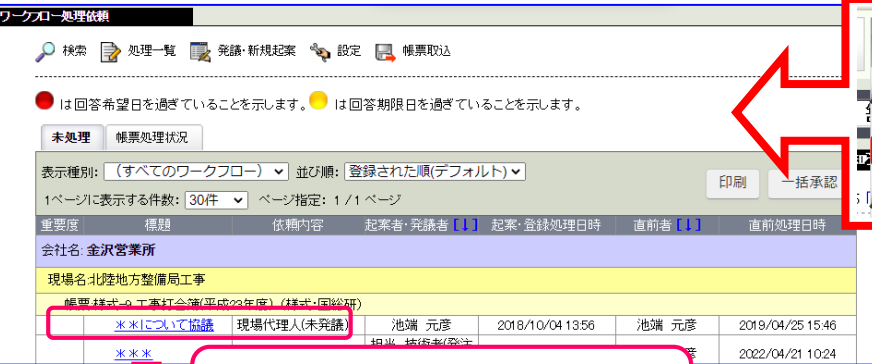 ワークフロー処理依頼
検索 処理一覧 発議・新規起案 設定 帳票取込
は回答希望日を過ぎていることを示します。 は回答期限日を過ぎていることを示します。
未処理 帳票処理状況
表示種別: (すべてのワークフロー) 並び順: 登録された順(デフォルト)
印刷 一括承認
1ページに表示する件数: 30件 ページ指定: 1 / 1 ページ
重要度 標題 依頼内容 起案者・発議者【↓】 起案・登録処理日時 直前者【↓】 直前処理日時
会社名: 金沢営業所
現場名:北陸地方整備局工事
帳票:様式-9 工事打合簿(平成23年度) (様式:国総研)
**について協議 現場代理人(未発議) 池端 元彦 2018/10/04 13:56 池端 元彦 2019/04/25 15:46
*** 担当 技術者(発注 彦 2022/04/21 10:24